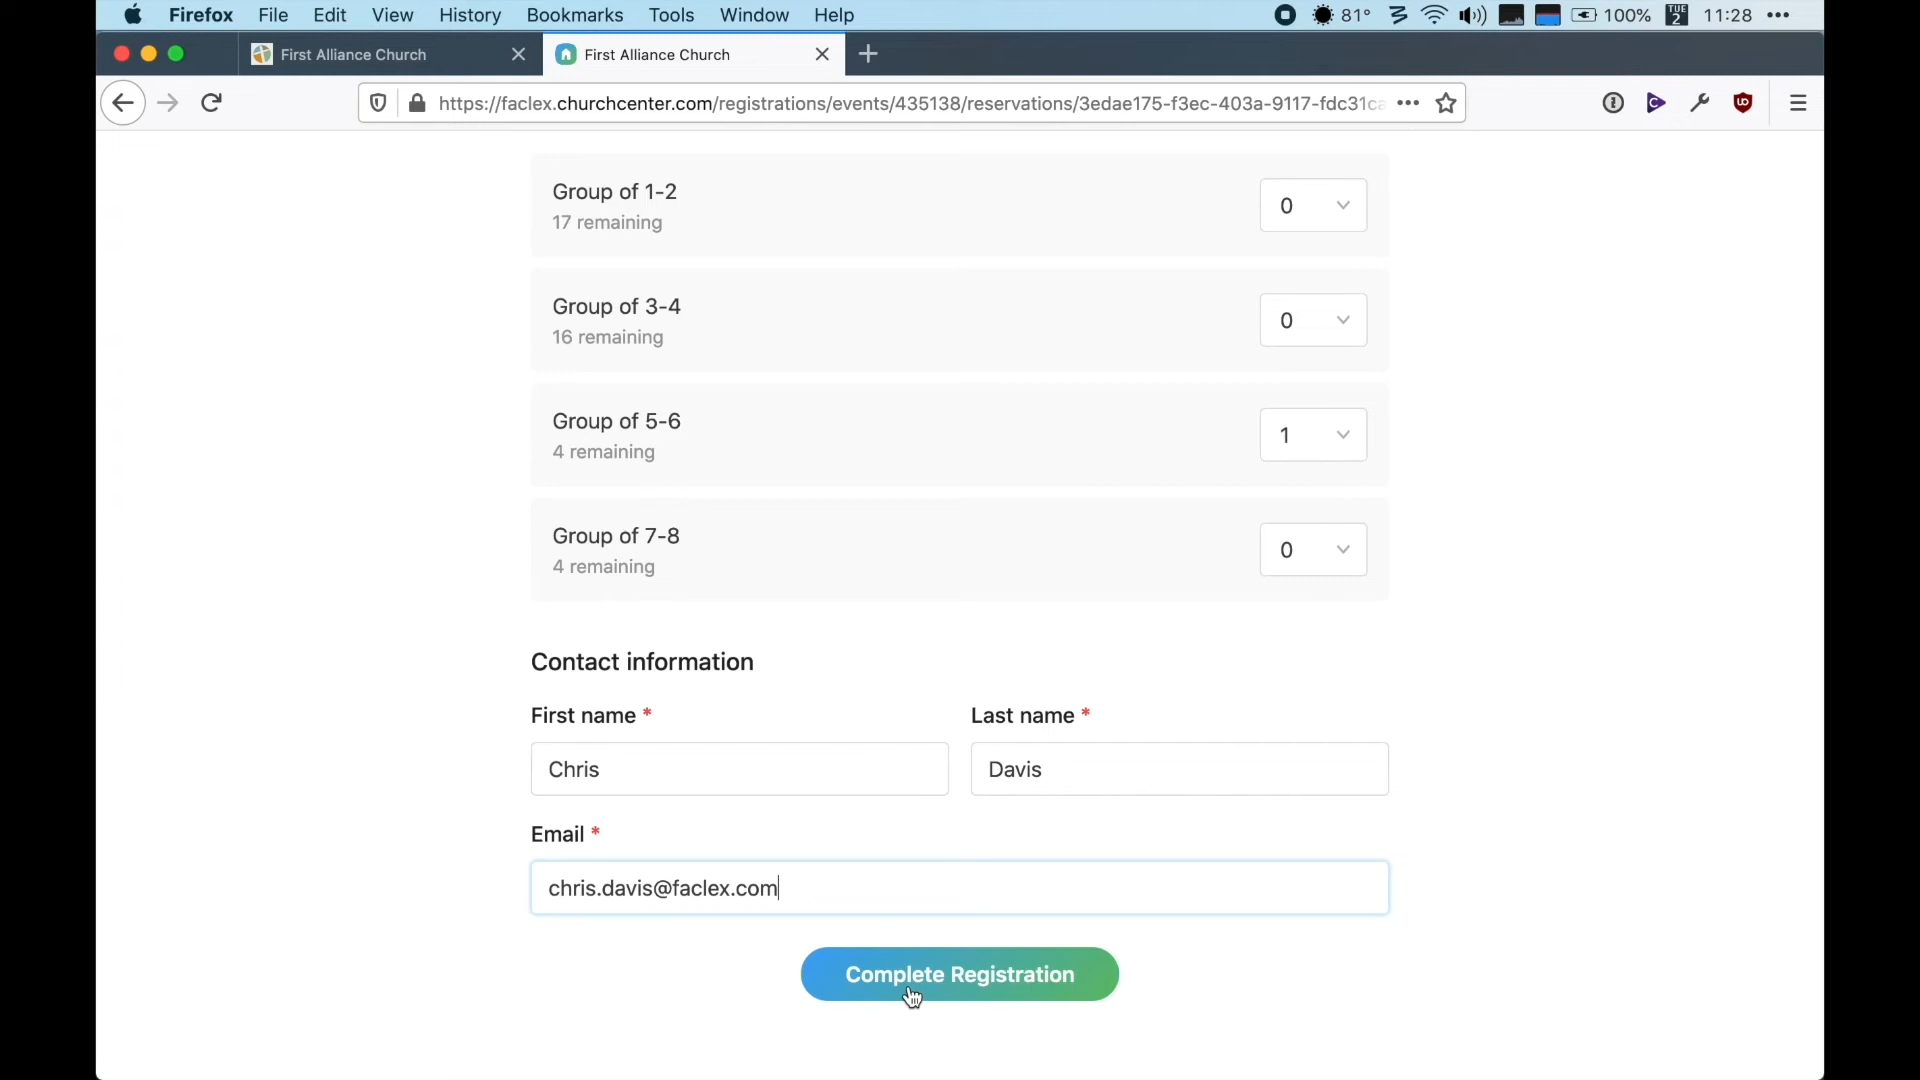 Firefox File Edit View History Bookmarks Tools Window Help 81° 100% TUE 2 11:28
First Alliance Church First Alliance Church
https://faclex.churchcenter.com/registrations/events/435138/reservations/3edae175-f3ec-403a-9117-fdc31ca
Group of 1-2
0
17 remaining
Group of 3-4
0
16 remaining
Group of 5-6
1
4 remaining
Group of 7-8
0
4 remaining
Contact information
First name * Last name *
Chris Davis
Email *
chris.davis@faclex.com
Complete Registration